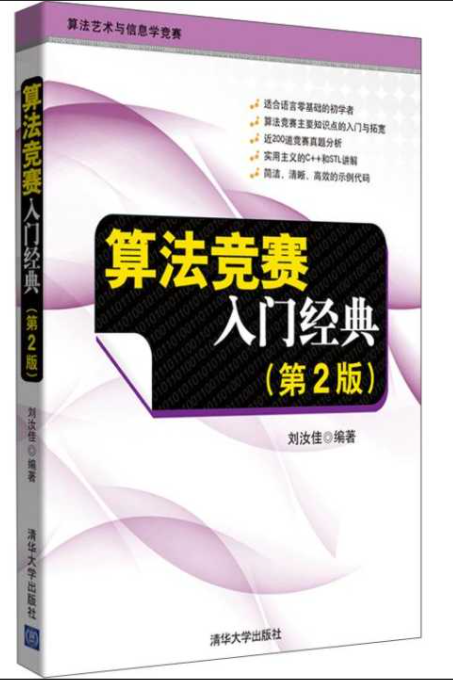 算法艺术与信息学竞赛
适合语言零基础的初学者
算法竞赛主要知识点的入门与拓宽
近200道竞赛真题分析
实用主义的C++和STL讲解
简洁、清晰、高效的示例代码
算法竞赛
入门经典
(第2版)
刘汝佳◎编著
清华大学出版社
算法竞赛入门经典(第2版)
刘汝佳◎编著
清华大学出版社